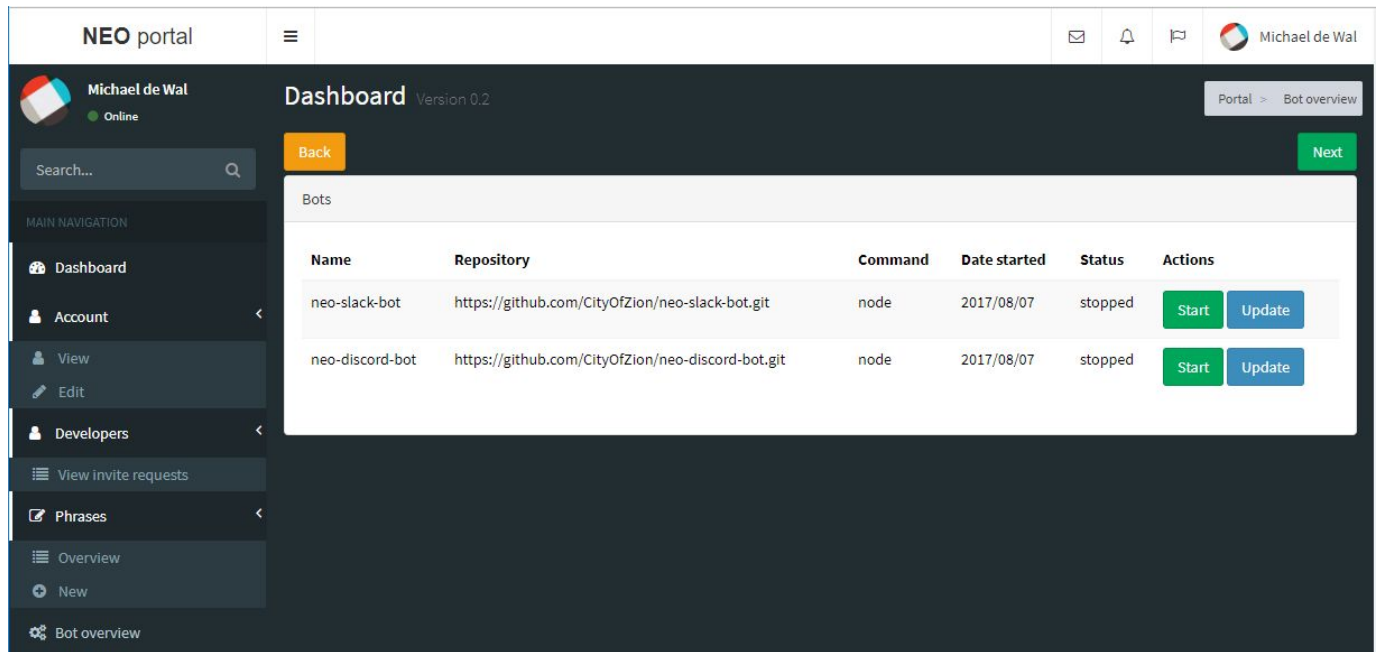 NEO portal
Michael de Wal
Michael de Wal
Online
Search...
MAIN NAVIGATION
Dashboard
Account
View
Edit
Developers
View invite requests
Phrases
Overview
New
Bot overview
Dashboard Version 0.2
Portal > Bot overview
Back
Next
Bots
Name Repository Command Date started Status Actions
neo-slack-bot https://github.com/CityOfZion/neo-slack-bot.git node 2017/08/07 stopped Start Update
neo-discord-bot https://github.com/CityOfZion/neo-discord-bot.git node 2017/08/07 stopped Start Update